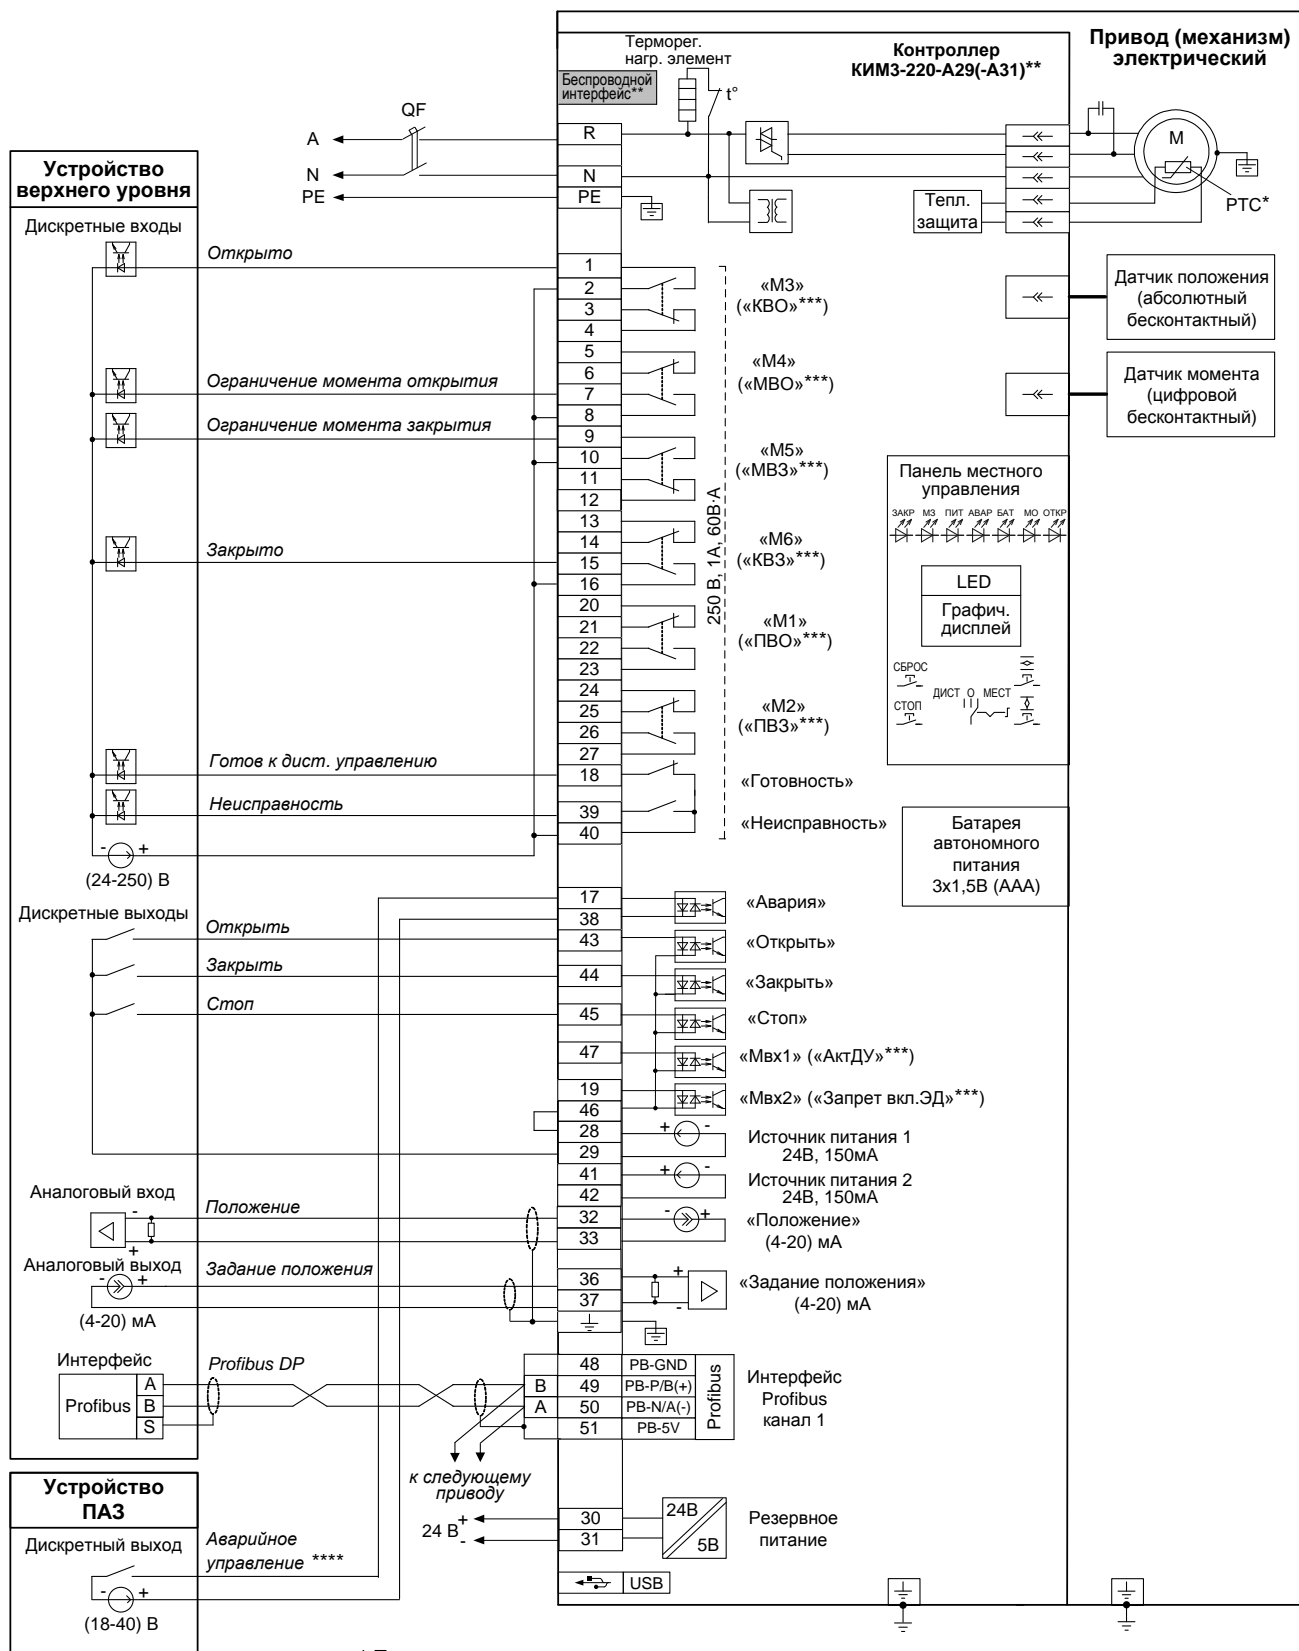 Привод (механизм)
электрический
Контроллер
КИМ3-220-А29(-А31)**
Терморег.
нагр. элемент
t°
Беспроводной
интерфейс**
QF
A
N
PE
R
N
PE
Тепл.
защита
M
PTC*
Устройство
верхнего уровня
Дискретные входы
Открыто
Ограничение момента открытия
Ограничение момента закрытия
Закрыто
Готов к дист. управлению
Неисправность
- +
(24-250) В
Дискретные выходы
Открыть
Закрыть
Стоп
Аналоговый вход
-
+
Положение
Аналоговый выход
- +
Задание положения
(4-20) мА
Интерфейс
Profibus DP
Profibus
A
B
S
1
2
3
4
5
6
7
8
9
10
11
12
13
14
15
16
20
21
22
23
24
25
26
27
18
39
40
17
38
43
44
45
47
19
46
28
29
41
42
32
33
36
37
48 PB-GND
B 49 PB-P/B(+)
A 50 PB-N/A(-)
51 PB-5V
Profibus
30
31
USB
«М3»
(«КВО»***)
«М4»
(«МВО»***)
«М5»
(«МВЗ»***)
«М6»
(«КВЗ»***)
«М1»
(«ПВО»***)
«М2»
(«ПВЗ»***)
«Готовность»
«Неисправность»
250 В, 1А, 60В·А
«Авария»
«Открыть»
«Закрыть»
«Стоп»
«Мвх1» («АктДУ»***)
«Мвх2» («Запрет вкл.ЭД»***)
+ -
Источник питания 1
24В, 150мА
+ -
Источник питания 2
24В, 150мА
- +
«Положение»
(4-20) мА
+
-
«Задание положения»
(4-20) мА
Интерфейс
Profibus
канал 1
24В
5В
Резервное
питание
Датчик положения
(абсолютный
бесконтактный)
Датчик момента
(цифровой
бесконтактный)
Панель местного
управления
ЗАКР МЗ ПИТ АВАР БАТ МО ОТКР
LED
Графич.
дисплей
СБРОС
СТОП
ДИСТ О МЕСТ
Батарея
автономного
питания
3х1,5В (ААА)
к следующему
приводу
24 В
+
-
Устройство
ПАЗ
Дискретный выход
Аварийное
управление ****
- +
(18-40) В